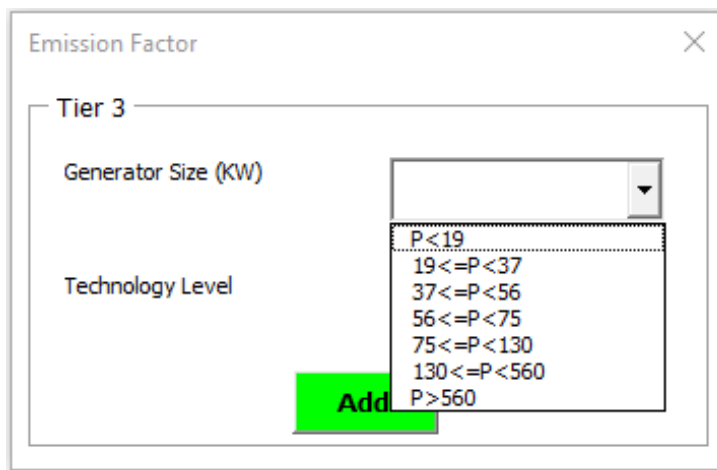 Emission Factor
Tier 3
Generator Size (KW)
P<19
19<=P<37
37<=P<56
Technology Level
56<=P<75
75<=P<130
130<=P<560
Add
P>560